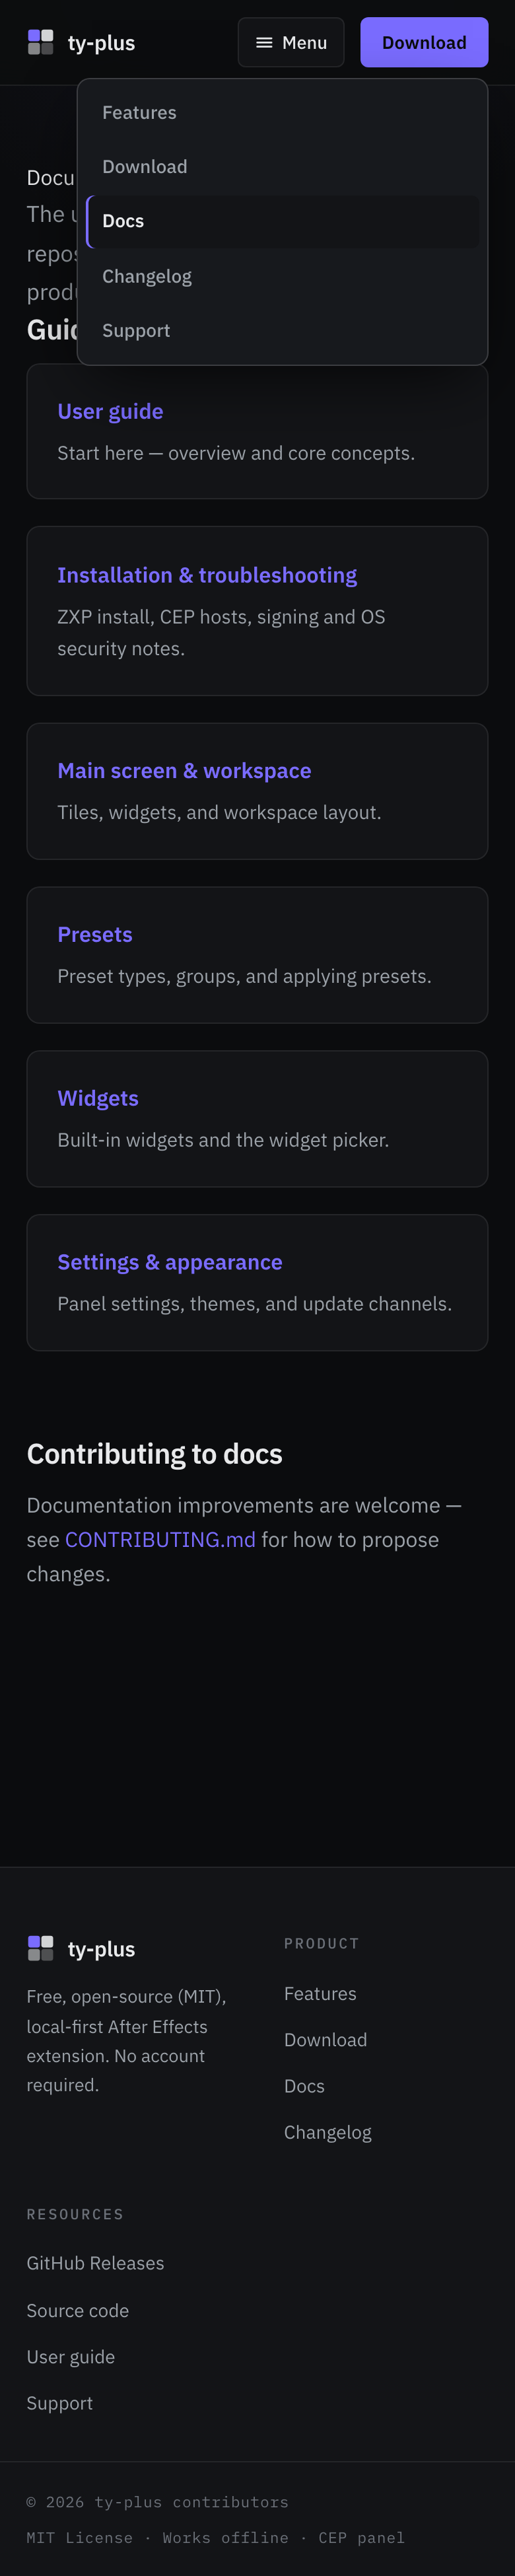 ty-plus
Menu
Download
Features
Download
Docs
Changelog
Support
The
User guide
Start here — overview and core concepts.
Installation & troubleshooting
ZXP install, CEP hosts, signing and OS
security notes.
Main screen & workspace
Tiles, widgets, and workspace layout.
Presets
Preset types, groups, and applying presets.
Widgets
Built-in widgets and the widget picker.
Settings & appearance
Panel settings, themes, and update channels.
Contributing to docs
Documentation improvements are welcome —
see CONTRIBUTING.md for how to propose
changes.
ty-plus
Free, open-source (MIT),
local-first After Effects
extension. No account
required.
PRODUCT
Features
Download
Docs
Changelog
RESOURCES
GitHub Releases
Source code
User guide
Support
© 2026 ty-plus contributors
MIT License · Works offline · CEP panel